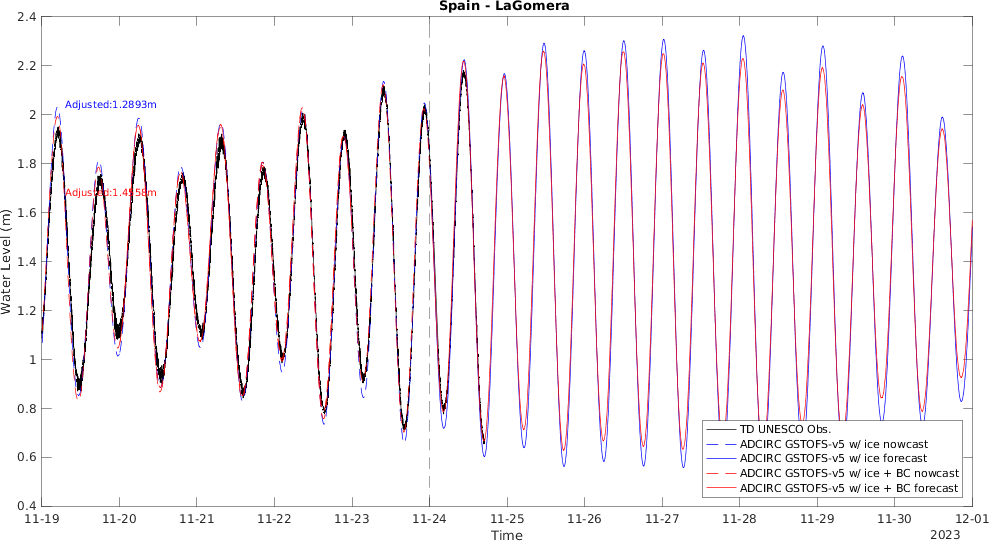 Spain - LaGomera
2.4
2.2
2
1.8
1.6
1.4
1.2
1
0.8
0.6
0.4
Water Level (m)
Adjusted:1.2893m
Adjusted:1.4558m
TD UNESCO Obs.
ADCIRC GSTOFS-v5 w/ ice nowcast
ADCIRC GSTOFS-v5 w/ ice forecast
ADCIRC GSTOFS-v5 w/ ice + BC nowcast
ADCIRC GSTOFS-v5 w/ ice + BC forecast
11-19 11-20 11-21 11-22 11-23 11-24 11-25 11-26 11-27 11-28 11-29 11-30 12-01
Time
2023